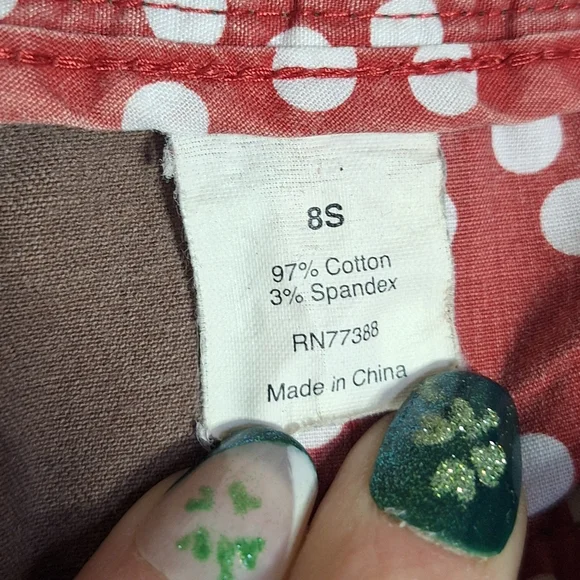 8S
97% Cotton
3% Spandex
RN77388
Made in China